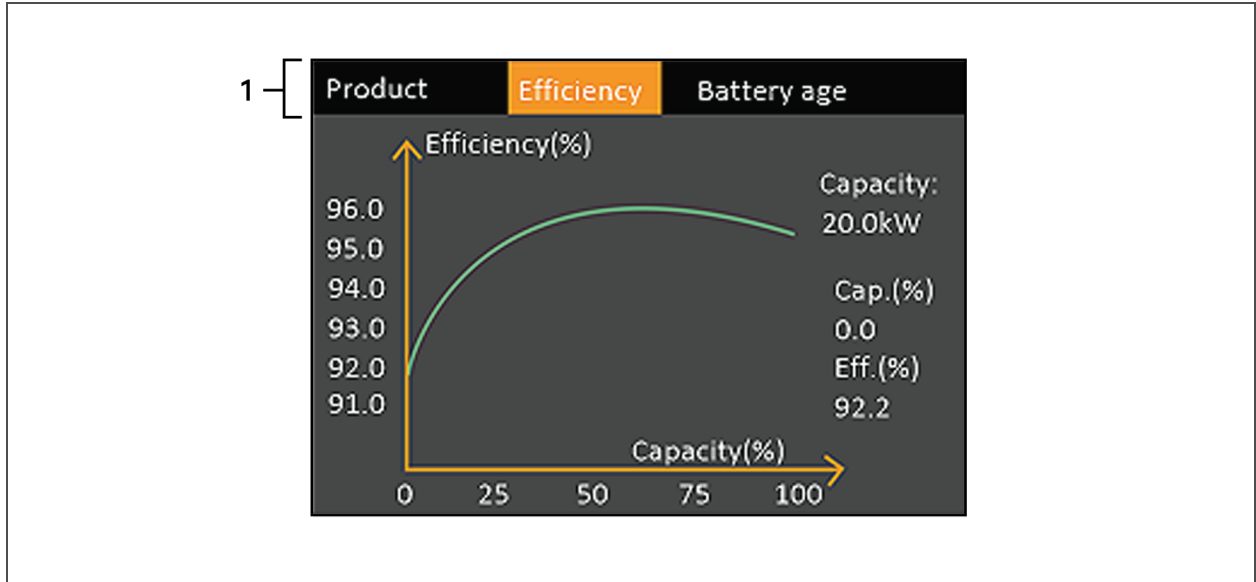 1
Product Efficiency Battery age
Efficiency(%)
Capacity:
20.0kW
96.0
95.0
94.0
93.0
92.0
91.0
Cap.(%)
0.0
Eff.(%)
92.2
Capacity(%)
0 25 50 75 100